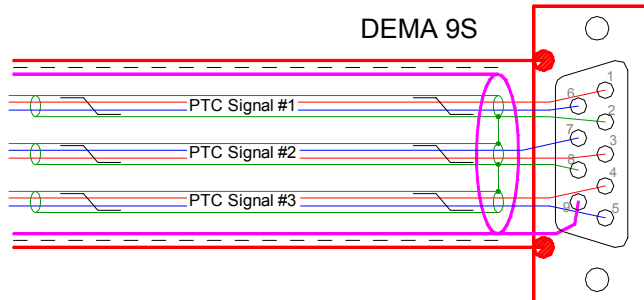 DEMA 9S
1
6
PTC Signal #1
2
7
PTC Signal #2
3
8
4
PTC Signal #3
9
5